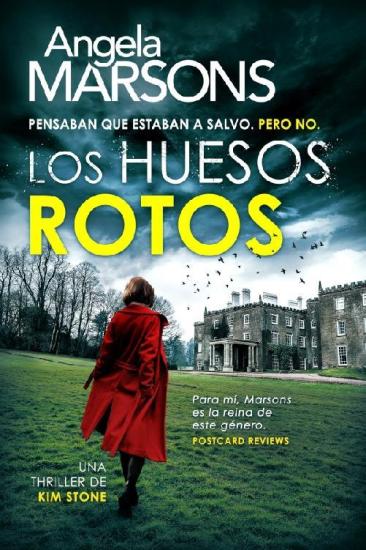 Angela
MARSONS
PENSABAN QUE ESTABAN A SALVO. PERO NO.
LOS HUESOS
ROTOS
Para mí, Marsons
es la reina de
este género.
POSTCARD REVIEWS
UNA
THRILLER DE
KIM STONE